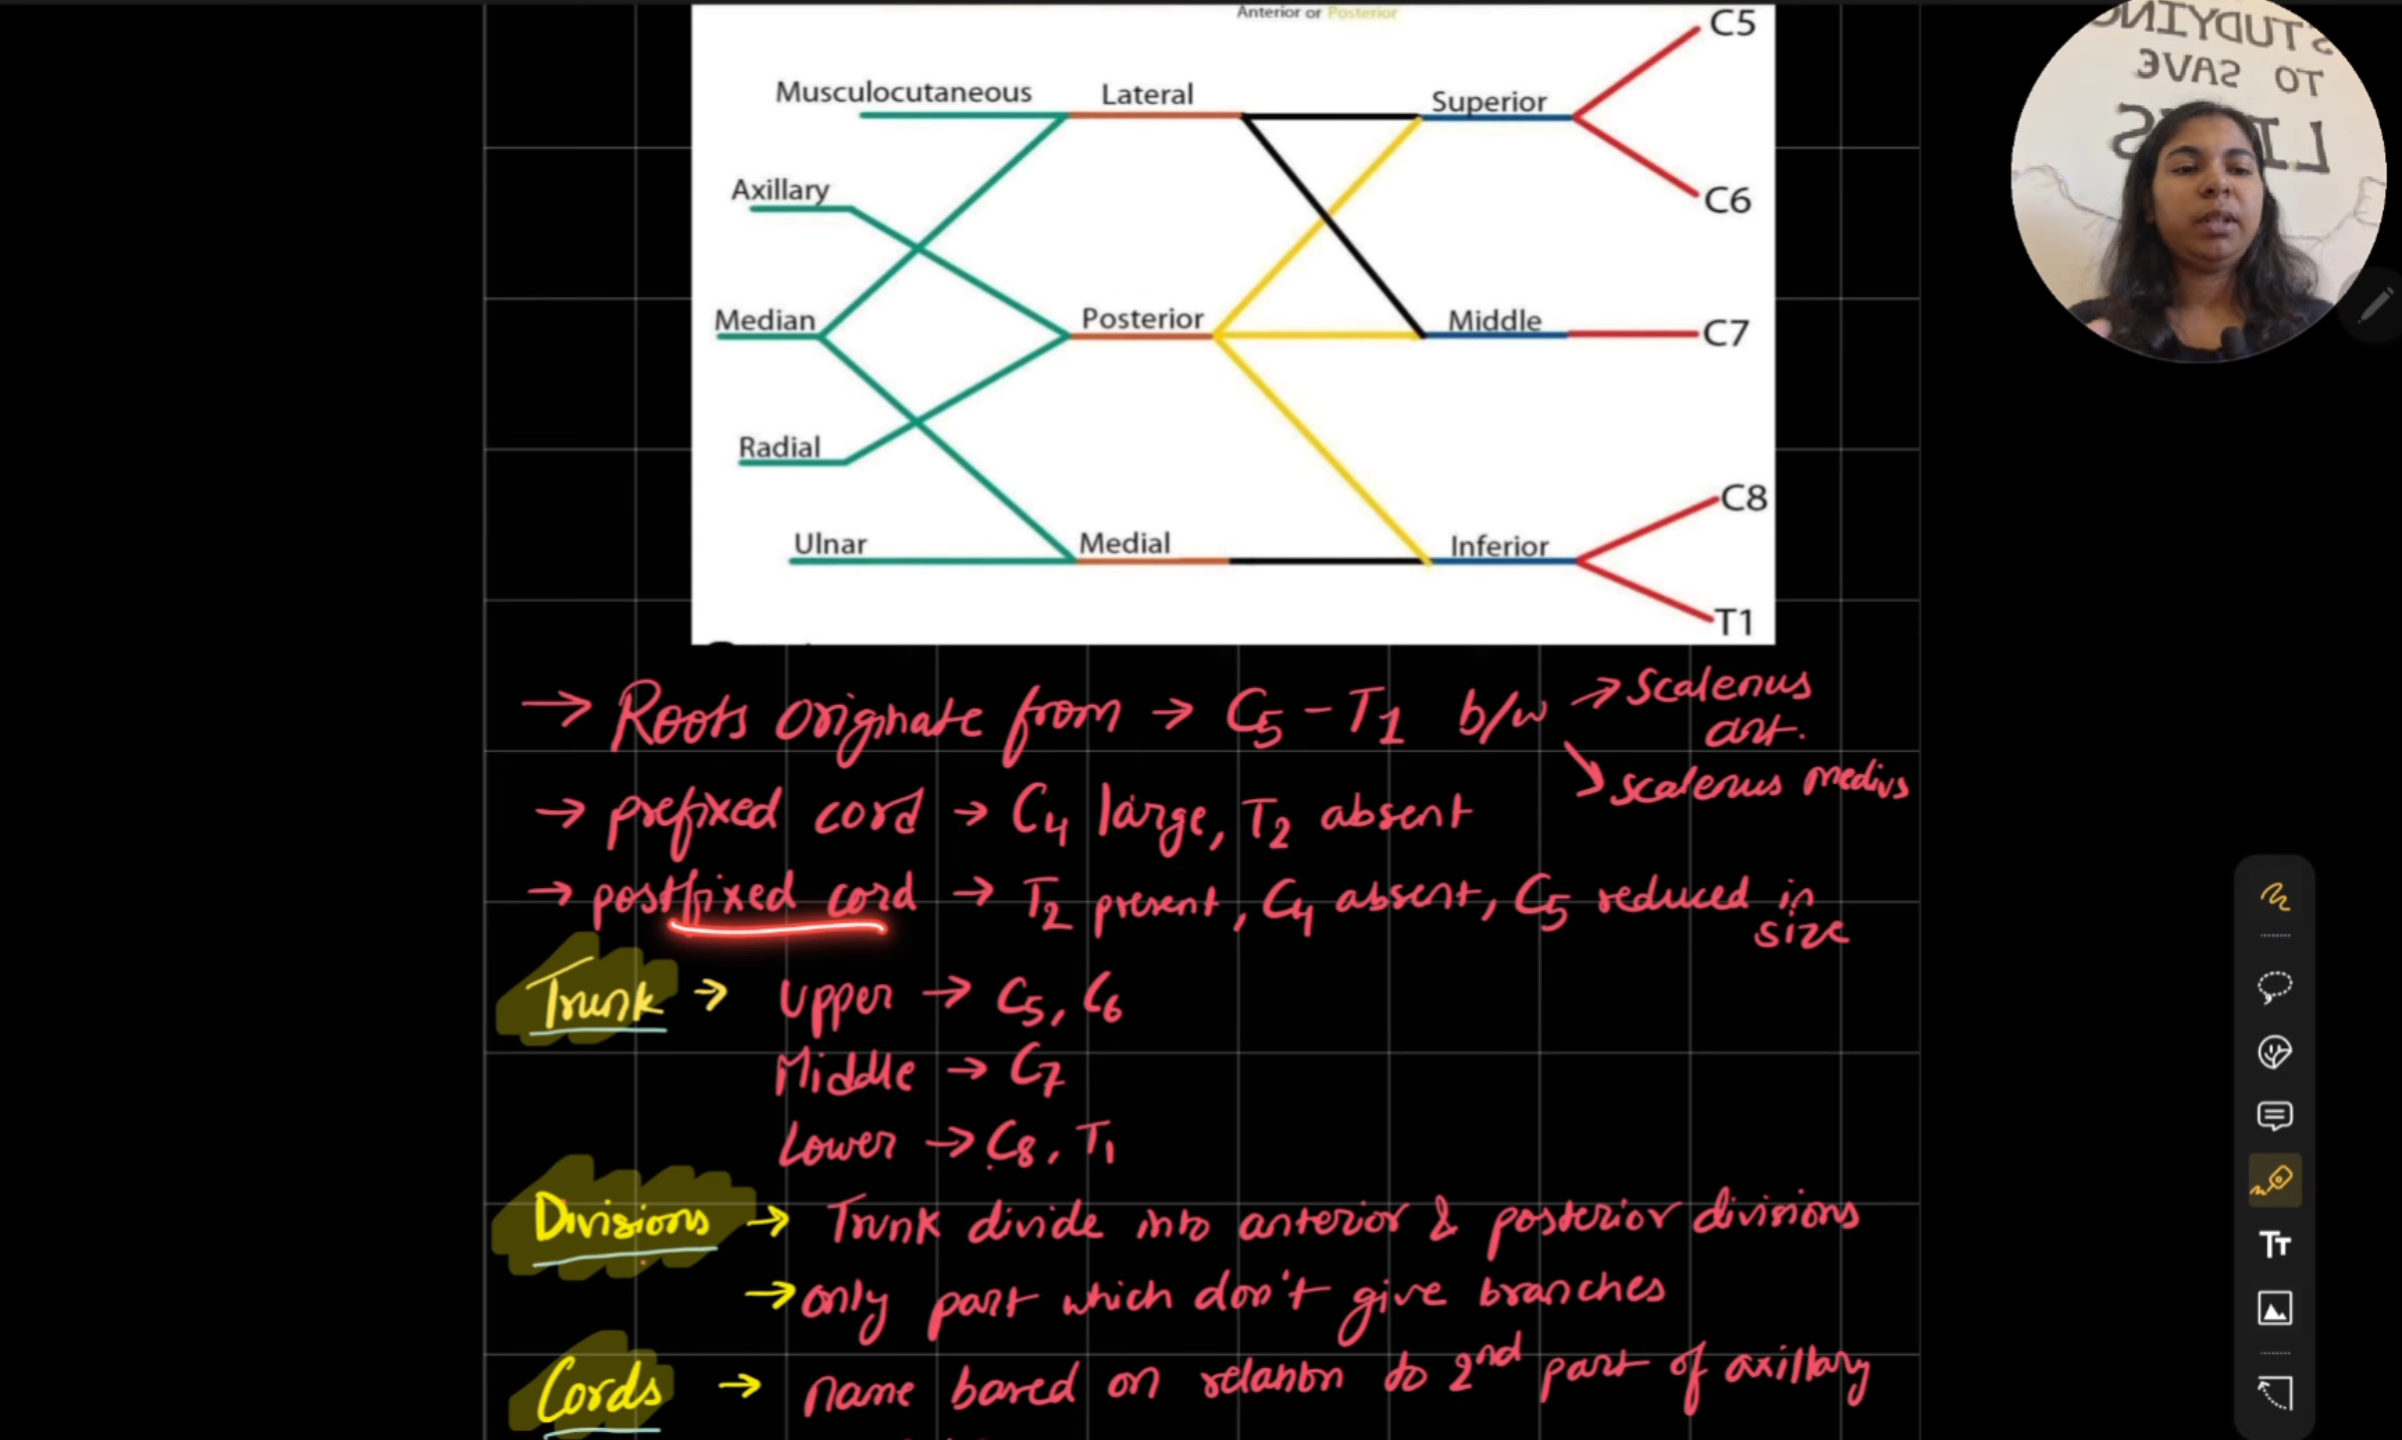 Anterior or Posterior
C5
Musculocutaneous Lateral Superior
Axillary C6
Median Posterior Middle C7
Radial
C8
Ulnar Medial Inferior
T1
STUDYING
TO SAVE
→ Roots originate from → C5 - T1 b/w → Scalenus ant.
↘ scalenus medius
→ prefixed cord → C4 large, T2 absent
→ postfixed cord → T2 present, C4 absent, C5 reduced in size
Trunk → Upper → C5, C6
Middle → C7
Lower → C8, T1
Divisions → Trunk divide into anterior & posterior divisions
→ only part which don't give branches
Cords → name based on relation to 2nd part of axillary
TT